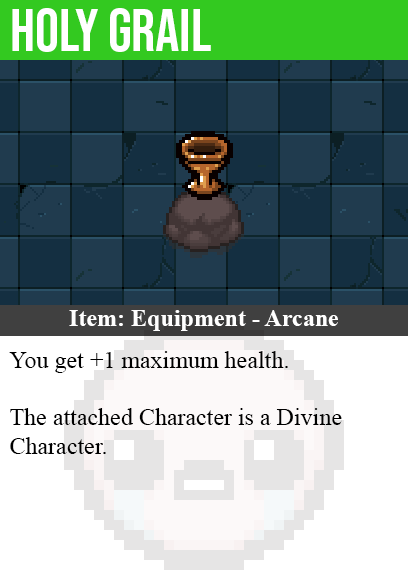 HOLY GRAIL
Item: Equipment - Arcane
You get +1 maximum health.
The attached Character is a Divine
Character.